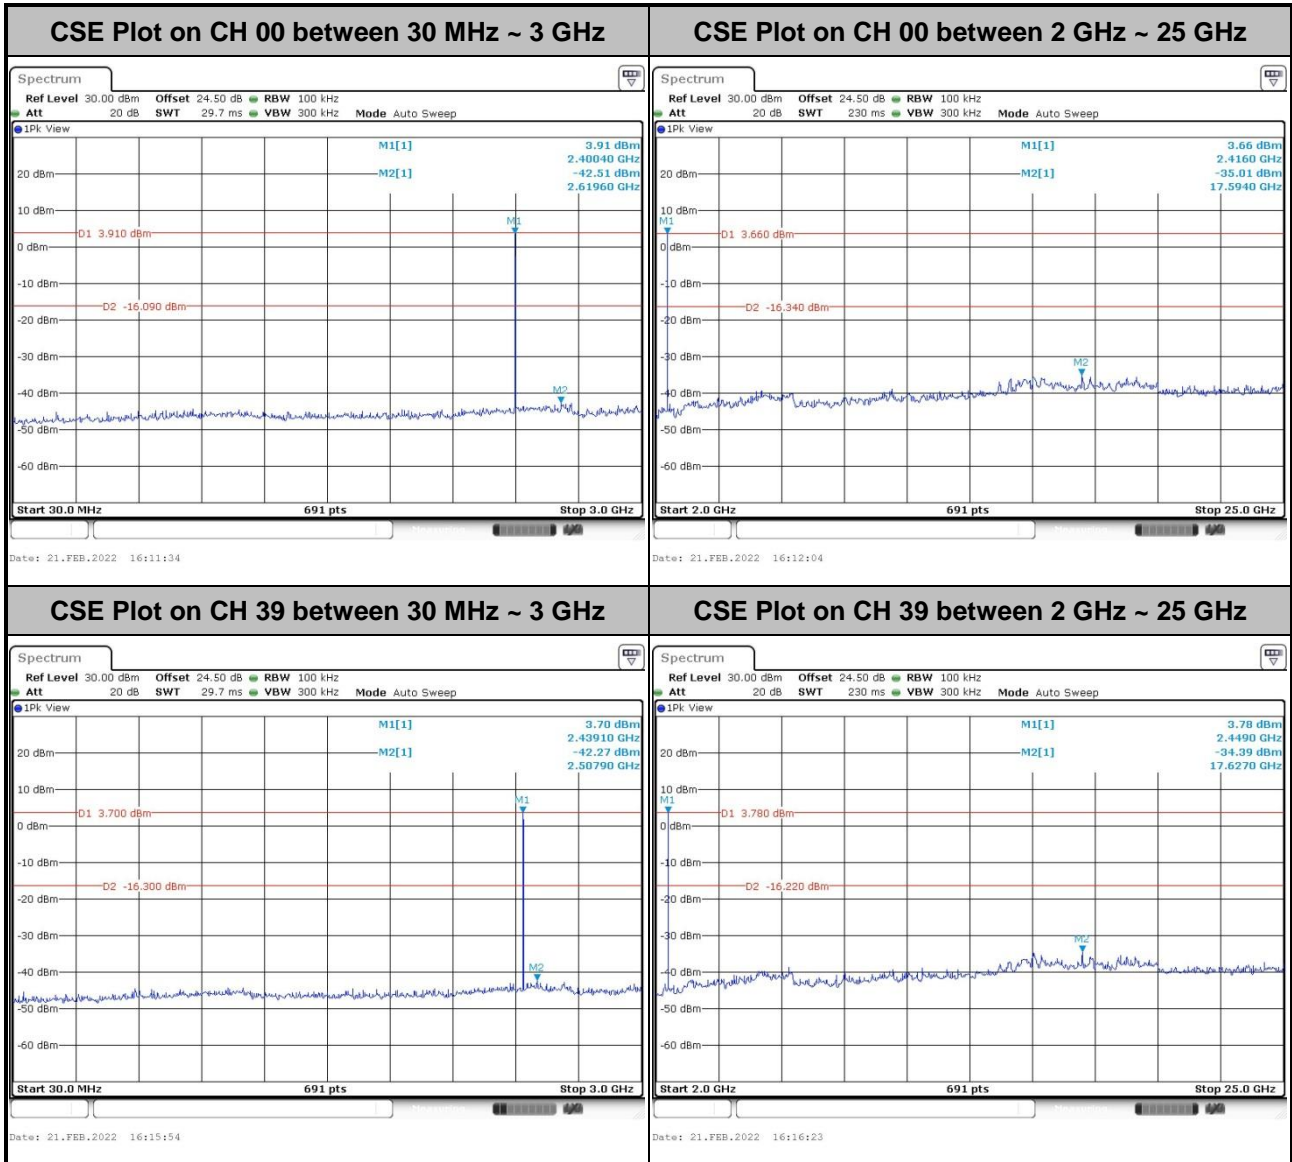 CSE Plot on CH 00 between 30 MHz ~ 3 GHz
Spectrum
Ref Level 30.00 dBm Offset 24.50 dB RBW 100 kHz
Att 20 dB SWT 29.7 ms VBW 300 kHz Mode Auto Sweep
1Pk View
M1[1] 3.91 dBm
2.40040 GHz
20 dBm M2[1] -42.51 dBm
2.61960 GHz
10 dBm
M1
D1 3.910 dBm
0 dBm
-10 dBm
D2 -16.090 dBm
-20 dBm
-30 dBm
M2
-40 dBm
-50 dBm
-60 dBm
Start 30.0 MHz 691 pts Stop 3.0 GHz
Date: 21.FEB.2022 16:11:34
CSE Plot on CH 00 between 2 GHz ~ 25 GHz
Spectrum
Ref Level 30.00 dBm Offset 24.50 dB RBW 100 kHz
Att 20 dB SWT 230 ms VBW 300 kHz Mode Auto Sweep
1Pk View
M1[1] 3.66 dBm
2.4160 GHz
20 dBm M2[1] -35.01 dBm
17.5940 GHz
10 dBm
M1
D1 3.660 dBm
0 dBm
-10 dBm
D2 -16.340 dBm
-20 dBm
-30 dBm
M2
-40 dBm
-50 dBm
-60 dBm
Start 2.0 GHz 691 pts Stop 25.0 GHz
Date: 21.FEB.2022 16:12:04
CSE Plot on CH 39 between 30 MHz ~ 3 GHz
Spectrum
Ref Level 30.00 dBm Offset 24.50 dB RBW 100 kHz
Att 20 dB SWT 29.7 ms VBW 300 kHz Mode Auto Sweep
1Pk View
M1[1] 3.70 dBm
2.43910 GHz
20 dBm M2[1] -42.27 dBm
2.50790 GHz
10 dBm
M1
D1 3.700 dBm
0 dBm
-10 dBm
D2 -16.300 dBm
-20 dBm
-30 dBm
M2
-40 dBm
-50 dBm
-60 dBm
Start 30.0 MHz 691 pts Stop 3.0 GHz
Date: 21.FEB.2022 16:15:54
CSE Plot on CH 39 between 2 GHz ~ 25 GHz
Spectrum
Ref Level 30.00 dBm Offset 24.50 dB RBW 100 kHz
Att 20 dB SWT 230 ms VBW 300 kHz Mode Auto Sweep
1Pk View
M1[1] 3.78 dBm
2.4490 GHz
20 dBm M2[1] -34.39 dBm
17.6270 GHz
10 dBm
M1
D1 3.780 dBm
0 dBm
-10 dBm
D2 -16.220 dBm
-20 dBm
-30 dBm
M2
-40 dBm
-50 dBm
-60 dBm
Start 2.0 GHz 691 pts Stop 25.0 GHz
Date: 21.FEB.2022 16:16:23